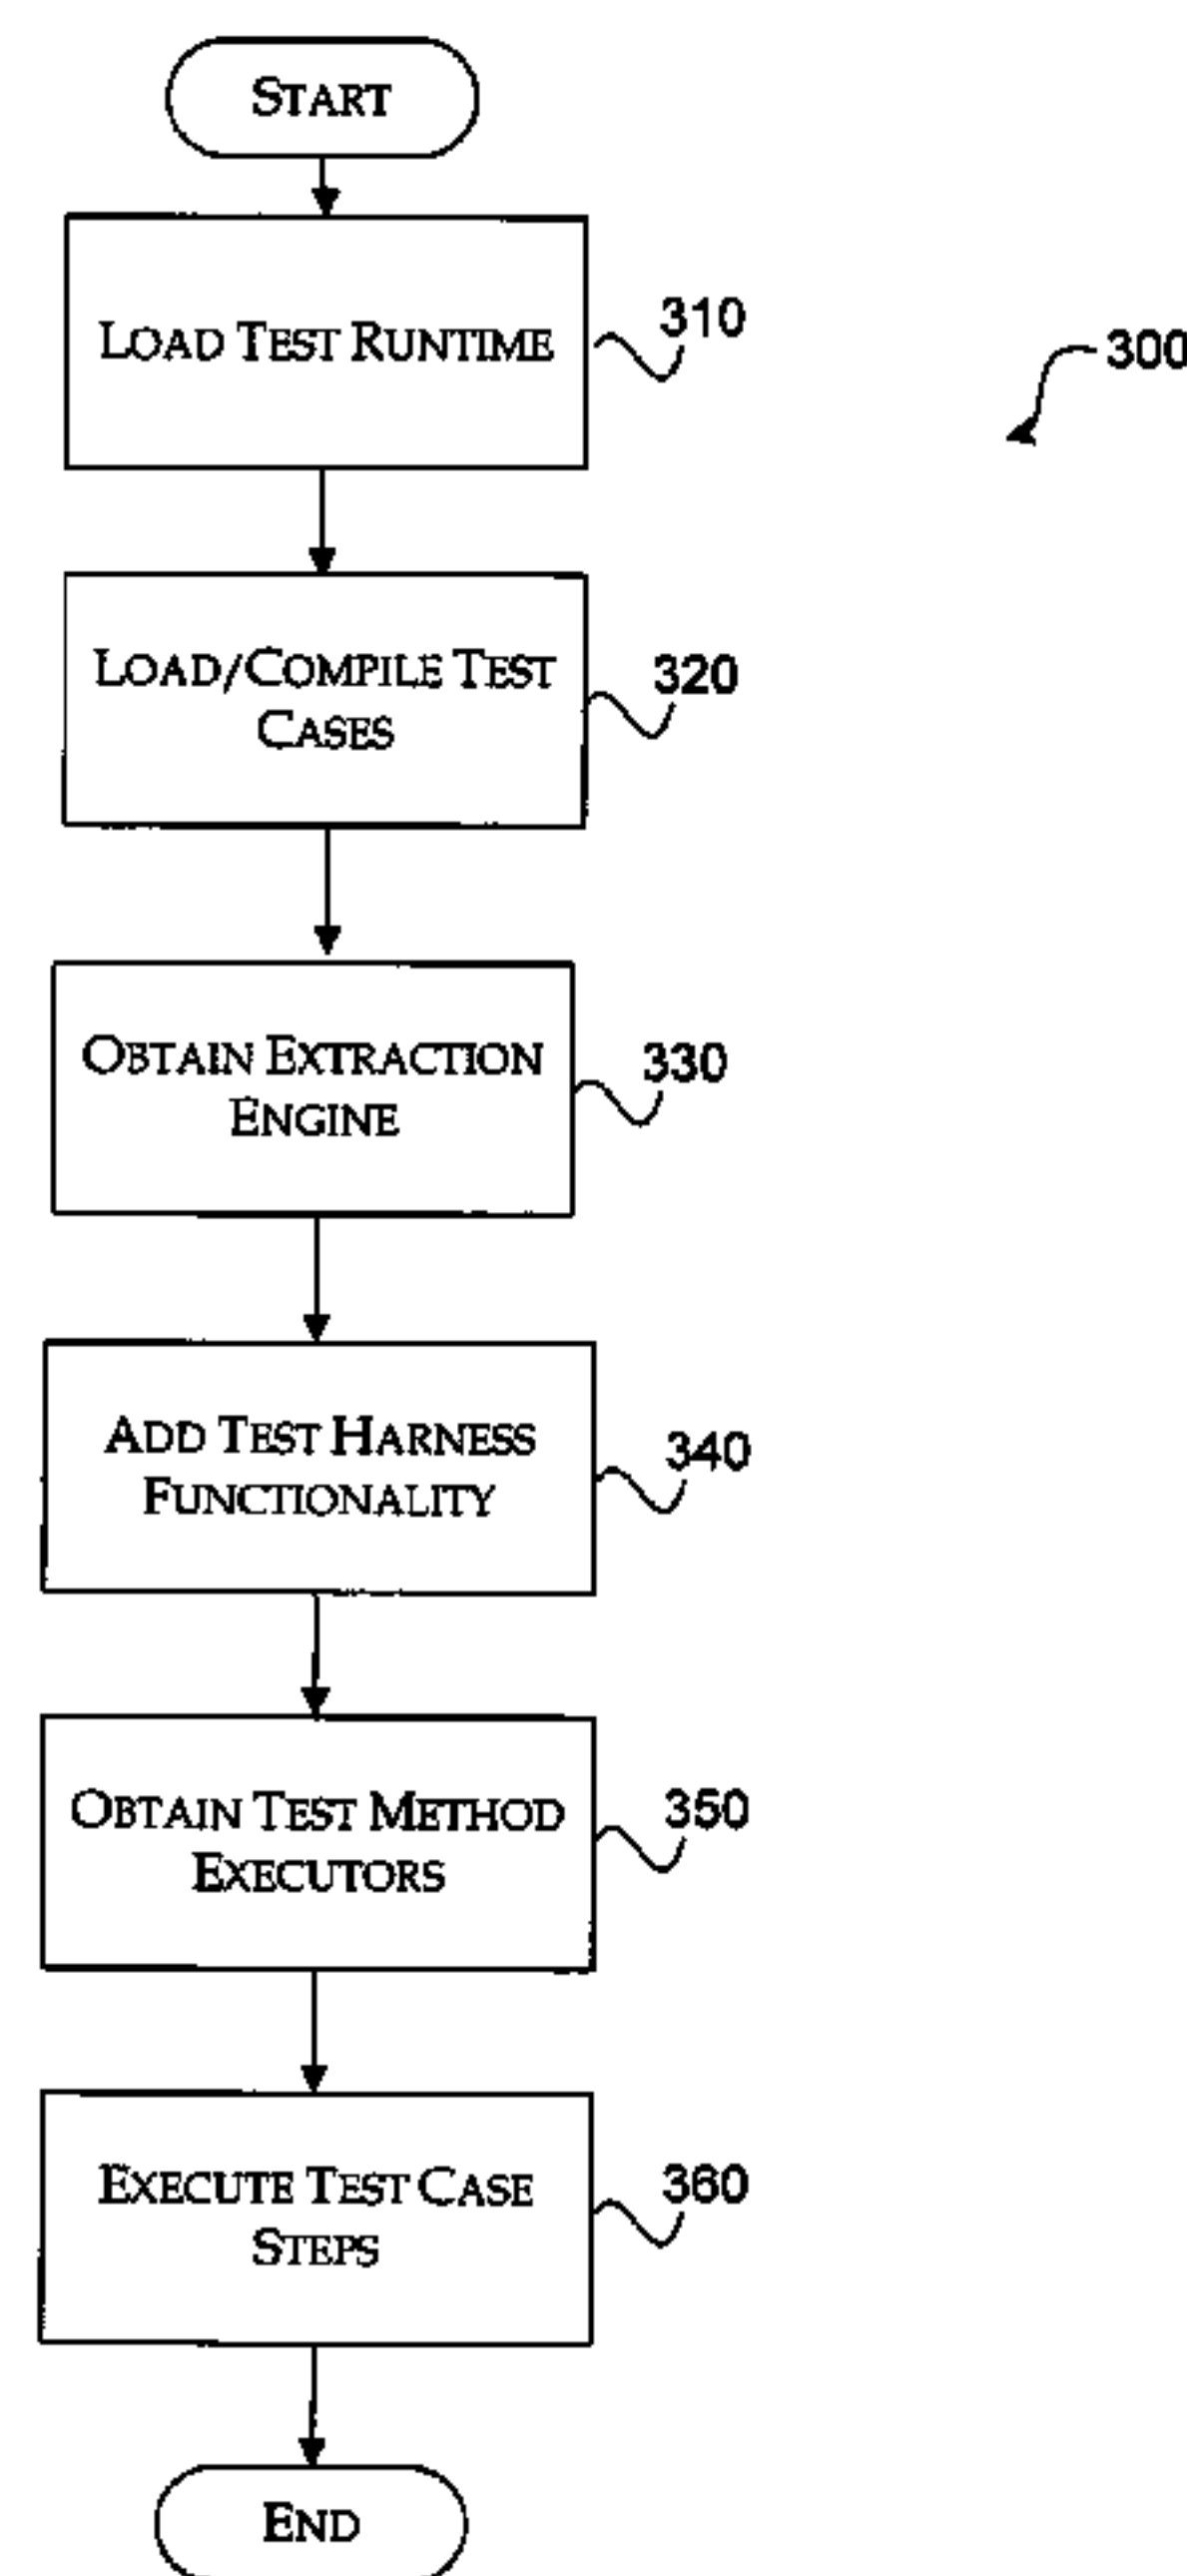 START
LOAD TEST RUNTIME
310
300
LOAD/COMPILE TEST
CASES
320
OBTAIN EXTRACTION
ENGINE
330
ADD TEST HARNESS
FUNCTIONALITY
340
OBTAIN TEST METHOD
EXECUTORS
350
EXECUTE TEST CASE
STEPS
360
END